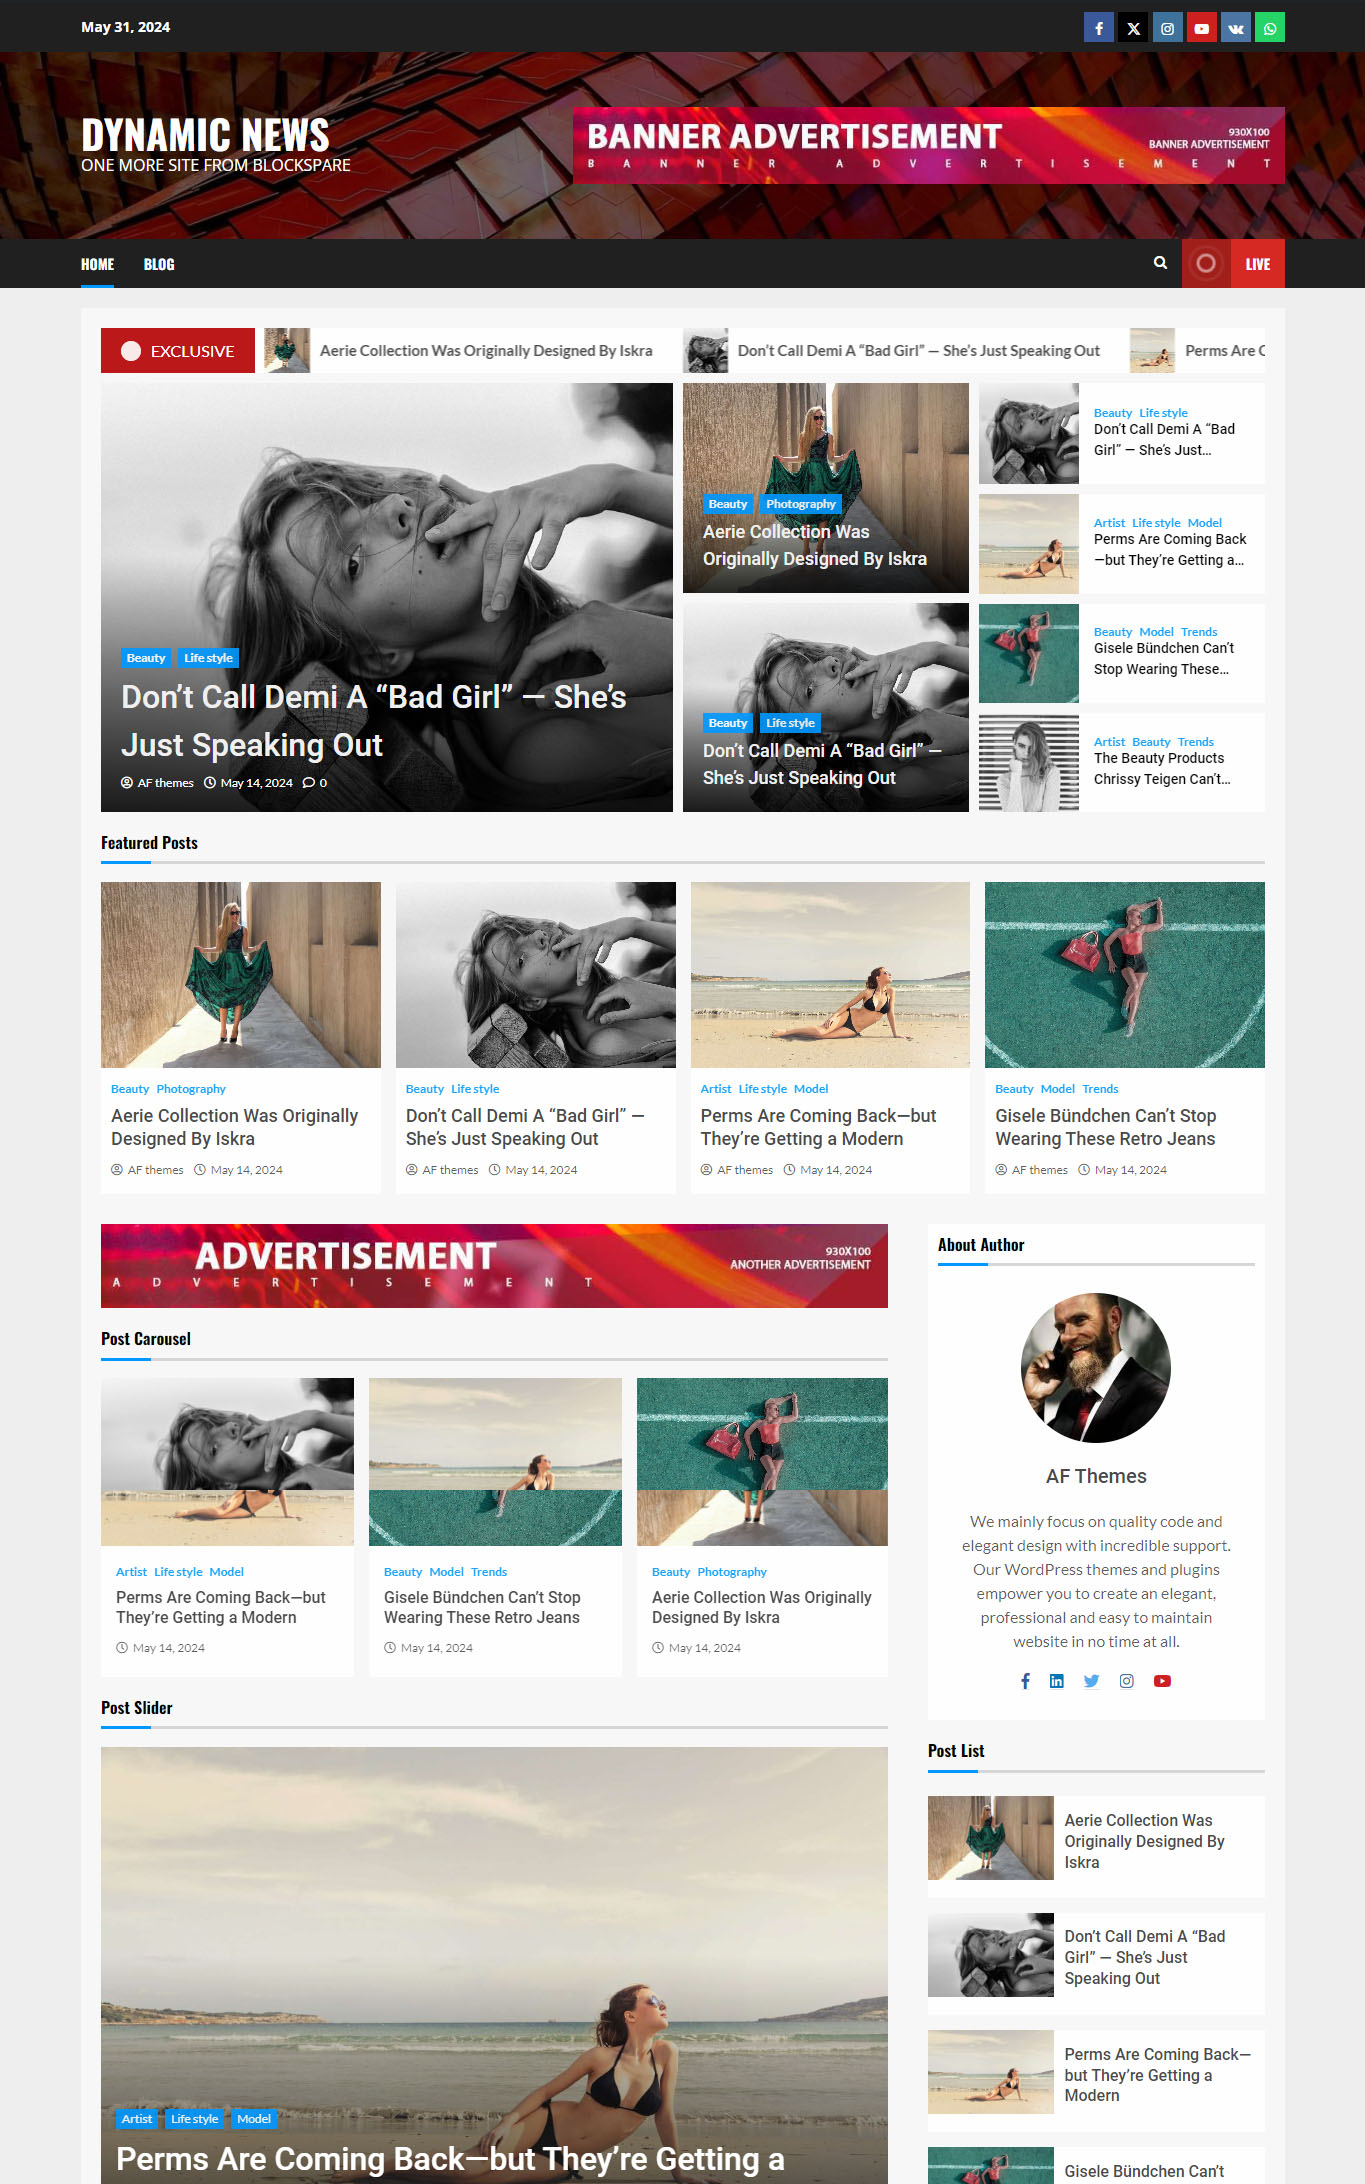 May 31, 2024
DYNAMIC NEWS
ONE MORE SITE FROM BLOCKSPARE
BANNER ADVERTISEMENT
BANNER ADVERTISEMENT
930X100
BANNER ADVERTISEMENT
HOME BLOG
LIVE
EXCLUSIVE
Aerie Collection Was Originally Designed By Iskra
Don’t Call Demi A “Bad Girl” — She’s Just Speaking Out
Perms Are
Beauty Life style
Don’t Call Demi A “Bad Girl” — She’s
Just Speaking Out
AF themes May 14, 2024 0
Beauty Photography
Aerie Collection Was
Originally Designed By Iskra
Beauty Life style
Don’t Call Demi A “Bad Girl” —
She’s Just Speaking Out
Beauty Life style
Don’t Call Demi A “Bad
Girl” — She’s Just...
Artist Life style Model
Perms Are Coming Back
—but They’re Getting a...
Beauty Model Trends
Gisele Bündchen Can’t
Stop Wearing These...
Artist Beauty Trends
The Beauty Products
Chrissy Teigen Can’t...
Featured Posts
Beauty Photography
Aerie Collection Was Originally
Designed By Iskra
AF themes May 14, 2024
Beauty Life style
Don’t Call Demi A “Bad Girl” —
She’s Just Speaking Out
AF themes May 14, 2024
Artist Life style Model
Perms Are Coming Back—but
They’re Getting a Modern
AF themes May 14, 2024
Beauty Model Trends
Gisele Bündchen Can’t Stop
Wearing These Retro Jeans
AF themes May 14, 2024
ADVERTISEMENT
ADVERTISEMENT
930X100
ANOTHER ADVERTISEMENT
Post Carousel
Artist Life style Model
Perms Are Coming Back—but
They’re Getting a Modern
May 14, 2024
Beauty Model Trends
Gisele Bündchen Can’t Stop
Wearing These Retro Jeans
May 14, 2024
Beauty Photography
Aerie Collection Was Originally
Designed By Iskra
May 14, 2024
Post Slider
Artist Life style Model
Perms Are Coming Back—but They’re Getting a
About Author
AF Themes
We mainly focus on quality code and
elegant design with incredible support.
Our WordPress themes and plugins
empower you to create an elegant,
professional and easy to maintain
website in no time at all.
Post List
Aerie Collection Was
Originally Designed By
Iskra
Don’t Call Demi A “Bad
Girl” — She’s Just
Speaking Out
Perms Are Coming Back—
but They’re Getting a
Modern
Gisele Bündchen Can’t